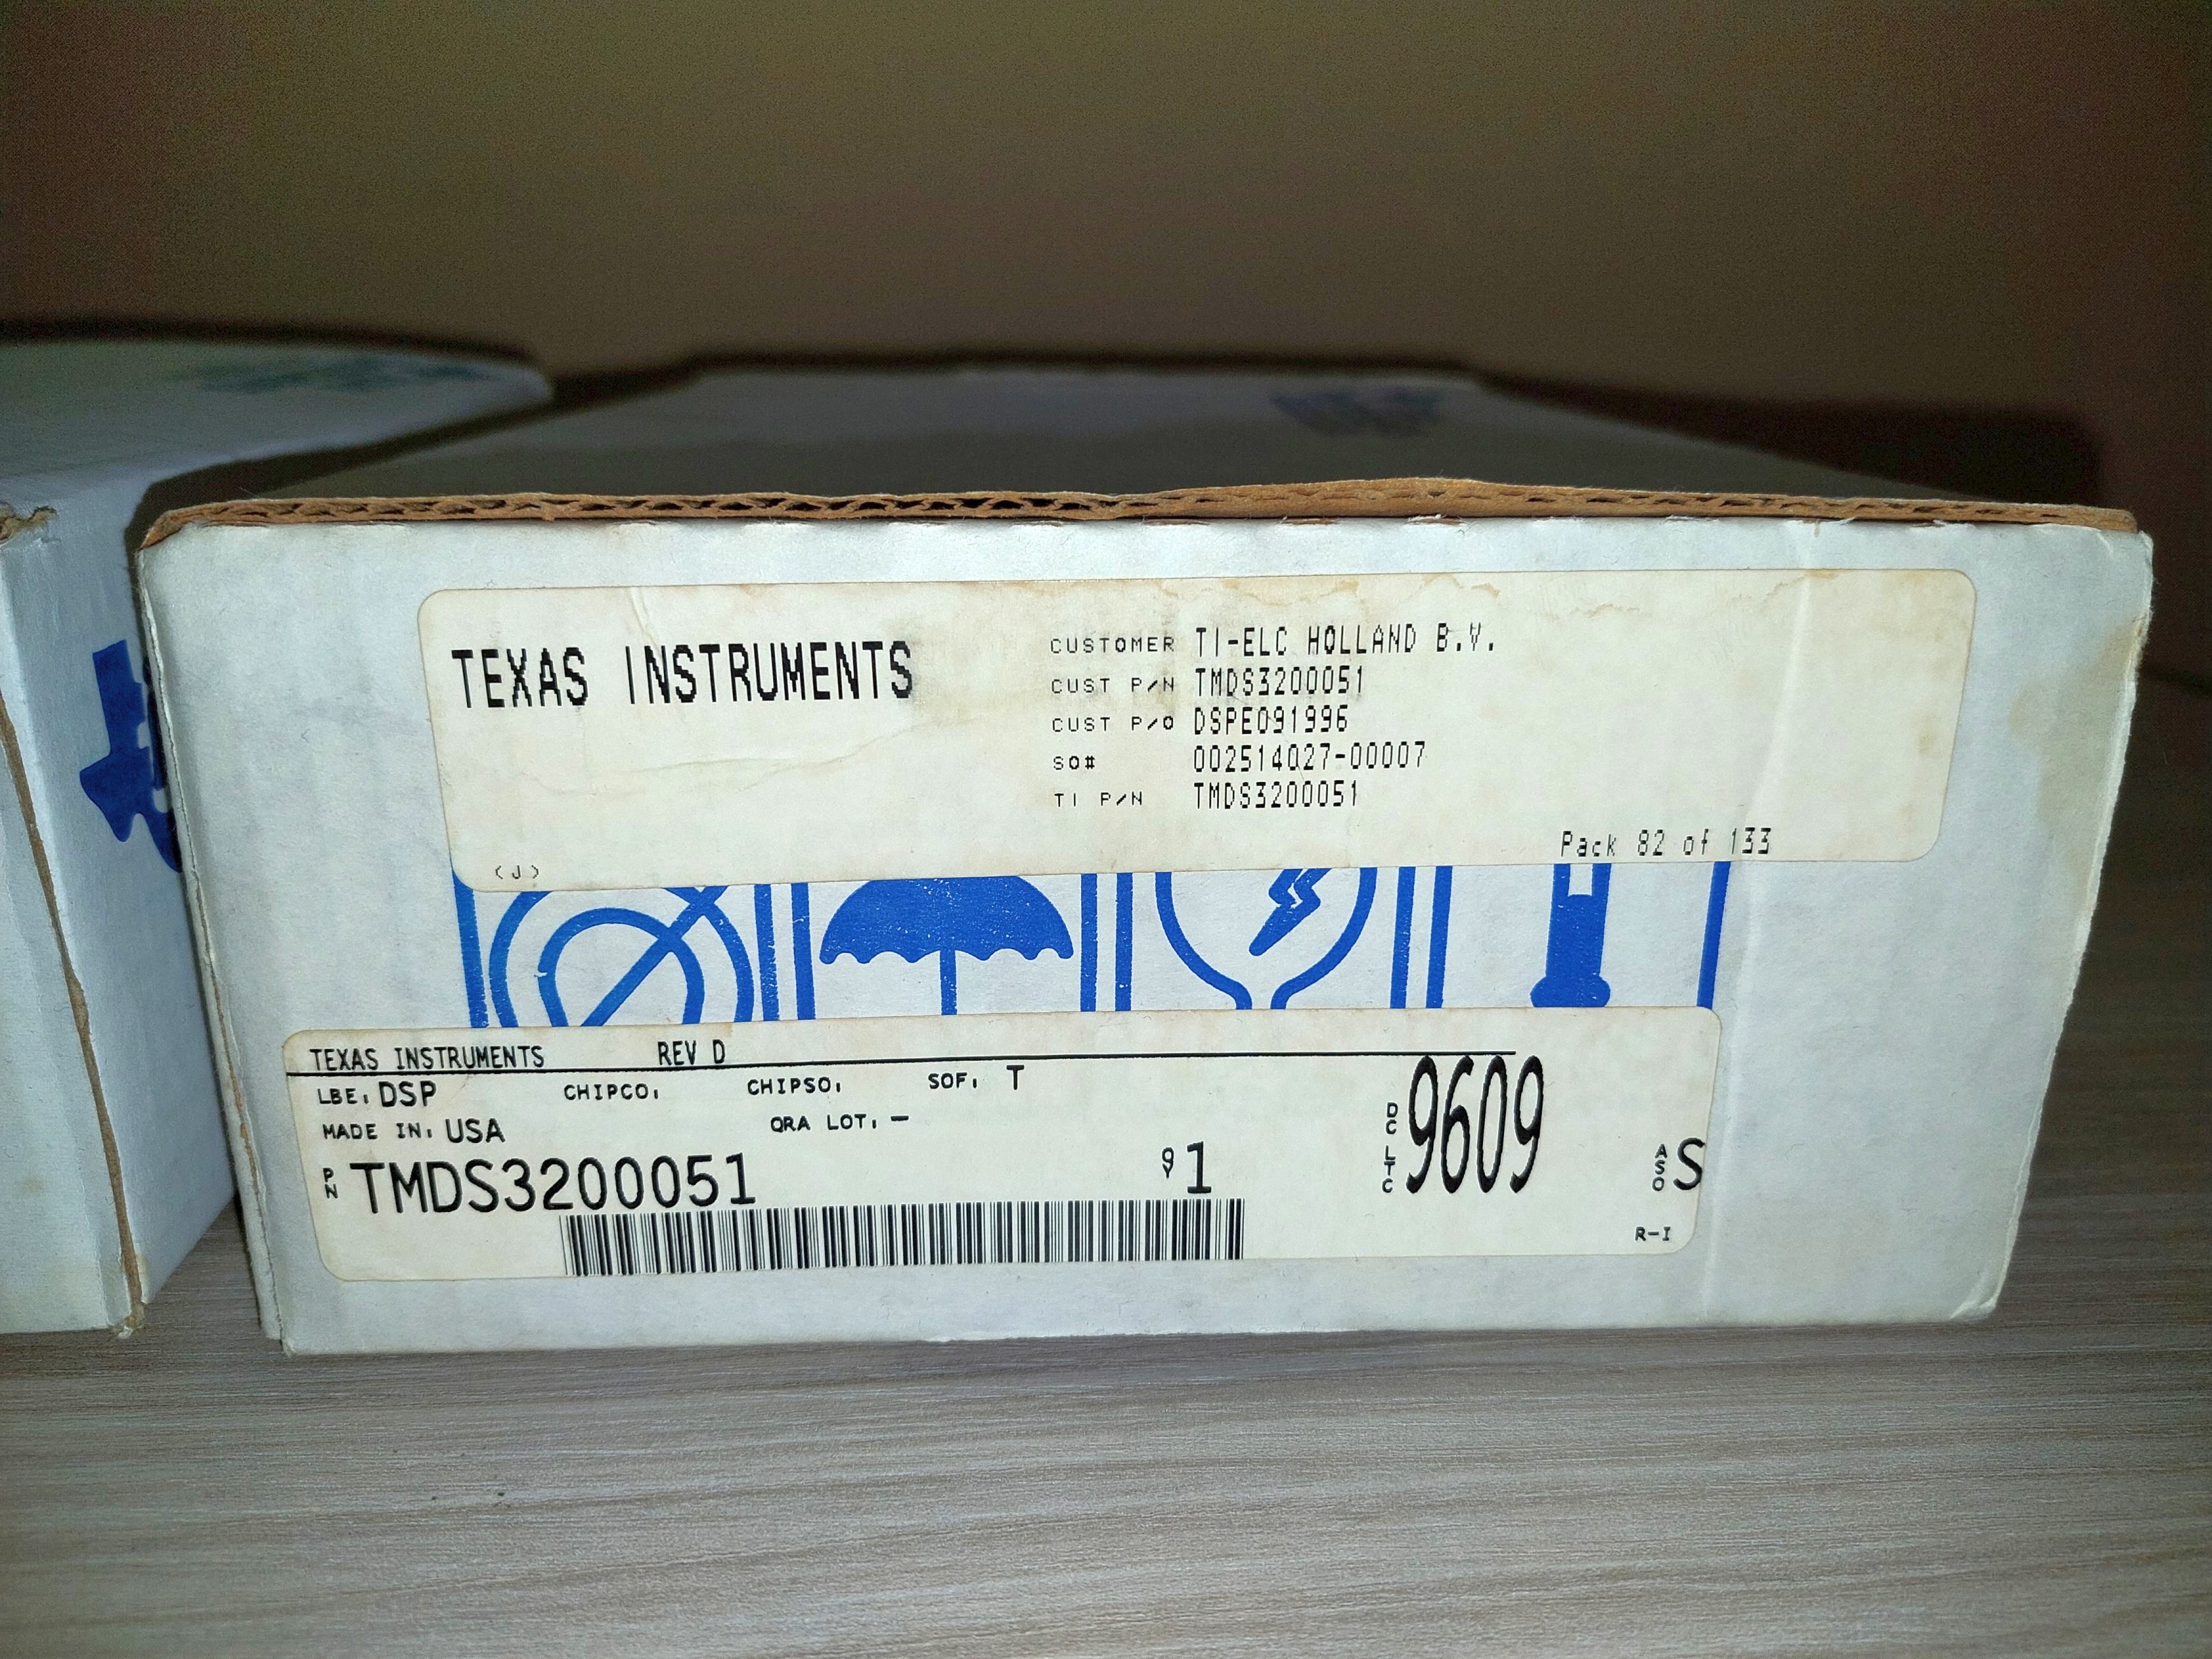 TEXAS INSTRUMENTS
CUSTOMER TI-ELC HOLLAND B.V.
CUST P/N TMDS3200051
CUST P/O DSPE091996
SO# 002514027-00007
TI P/N TMDS3200051
Pack 82 of 133
(J)
TEXAS INSTRUMENTS REV D
LBE: DSP CHIPCO: CHIPSO: SOF: T
MADE IN: USA QRA LOT: -
PN TMDS3200051
QY 1
DC LTC 9609
ASO S
R-I